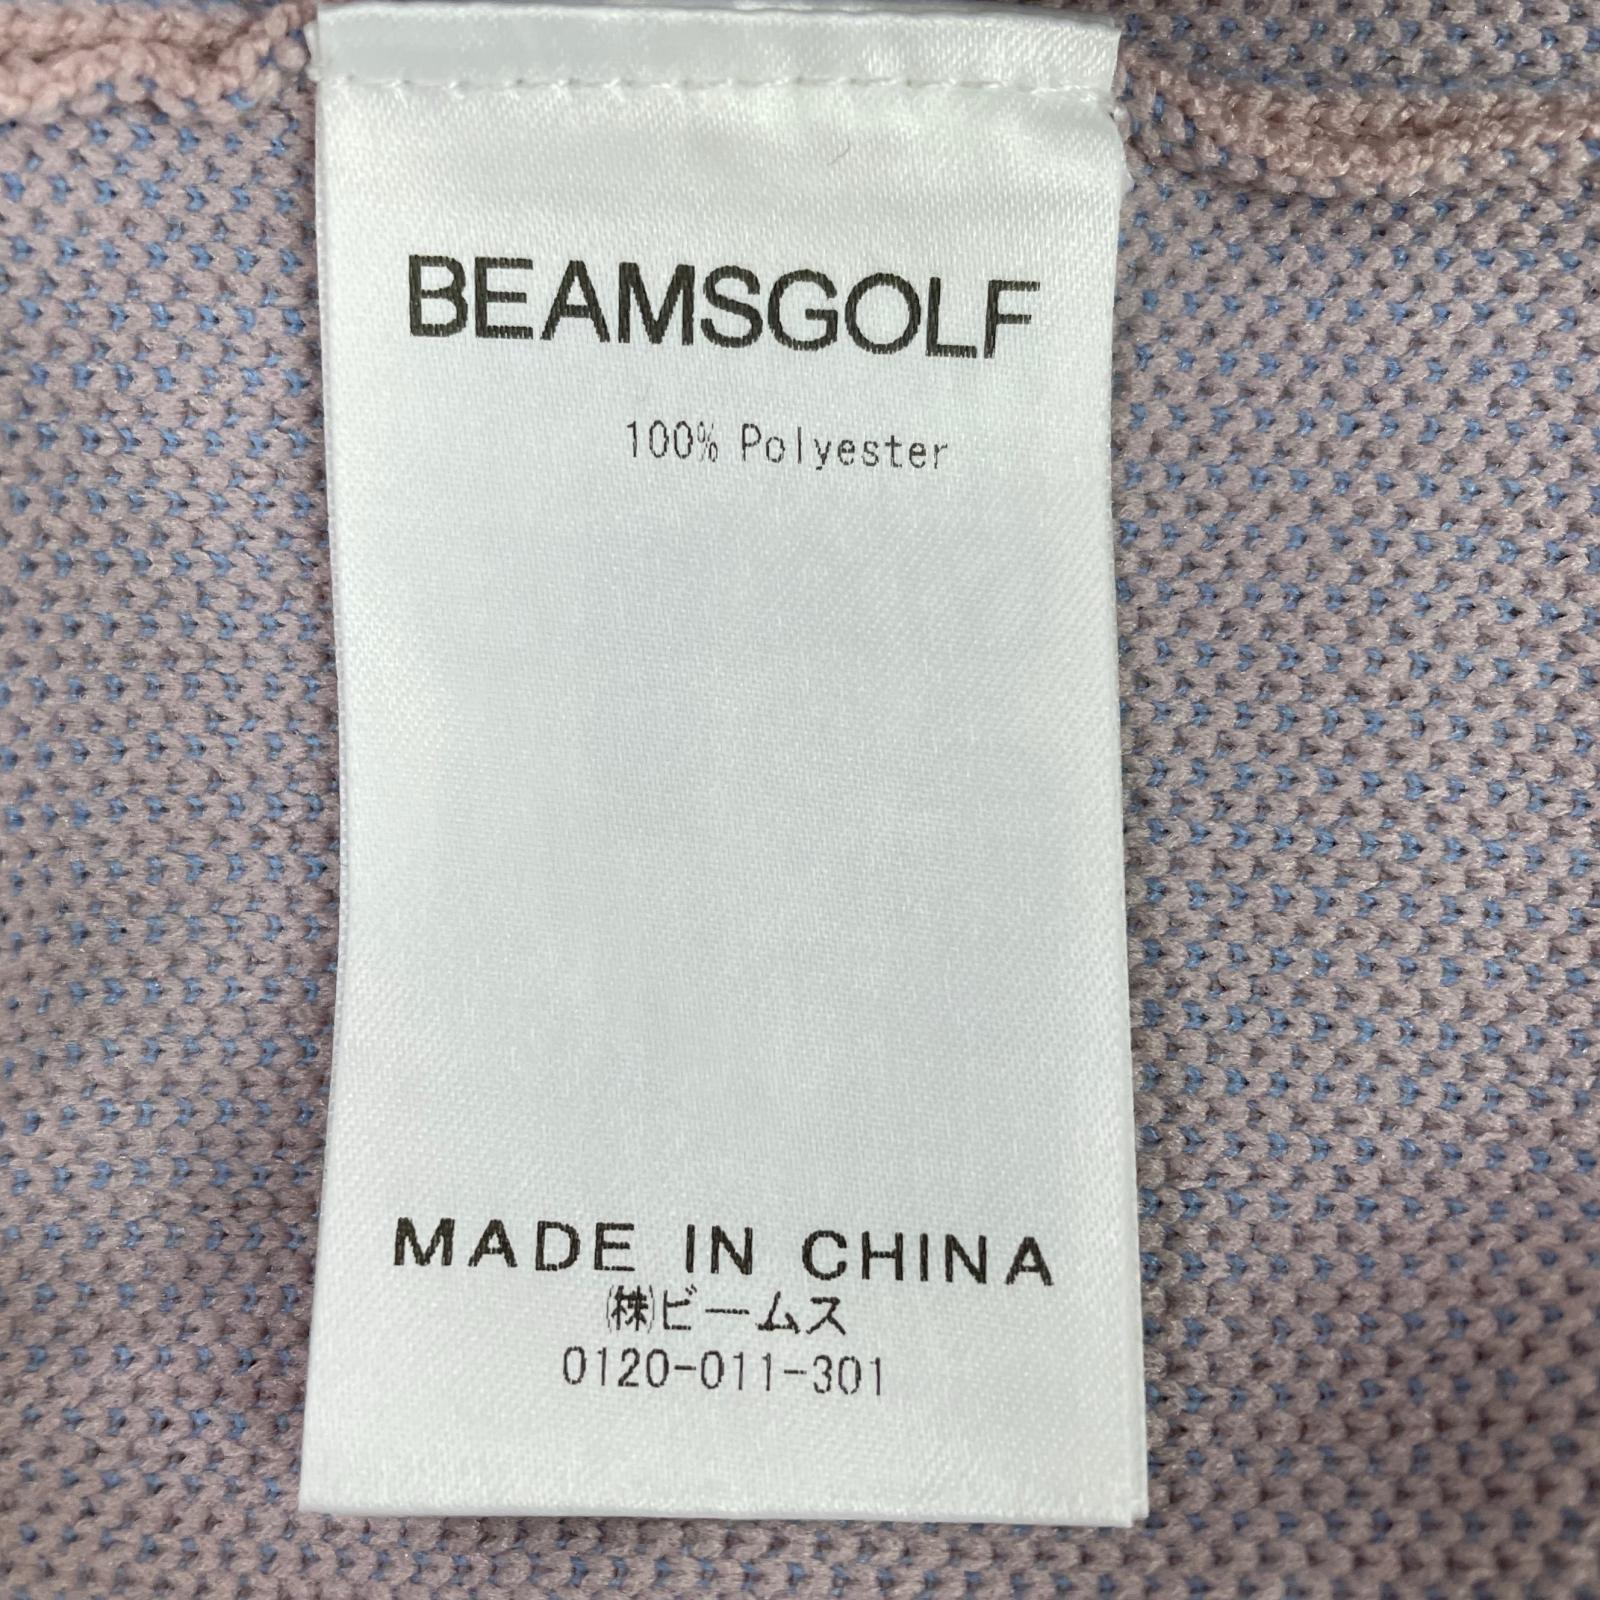 BEAMSGOLF
100% Polyester
MADE IN CHINA
㈱ビームス
0120-011-301